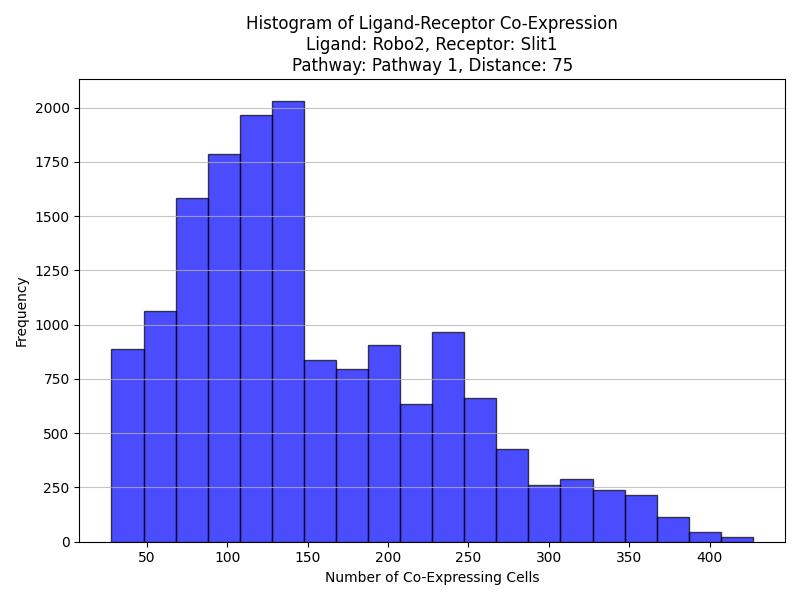 Histogram of Ligand-Receptor Co-Expression
Ligand: Robo2, Receptor: Slit1
Pathway: Pathway 1, Distance: 75
Frequency
2000
1750
1500
1250
1000
750
500
250
0
50 100 150 200 250 300 350 400
Number of Co-Expressing Cells